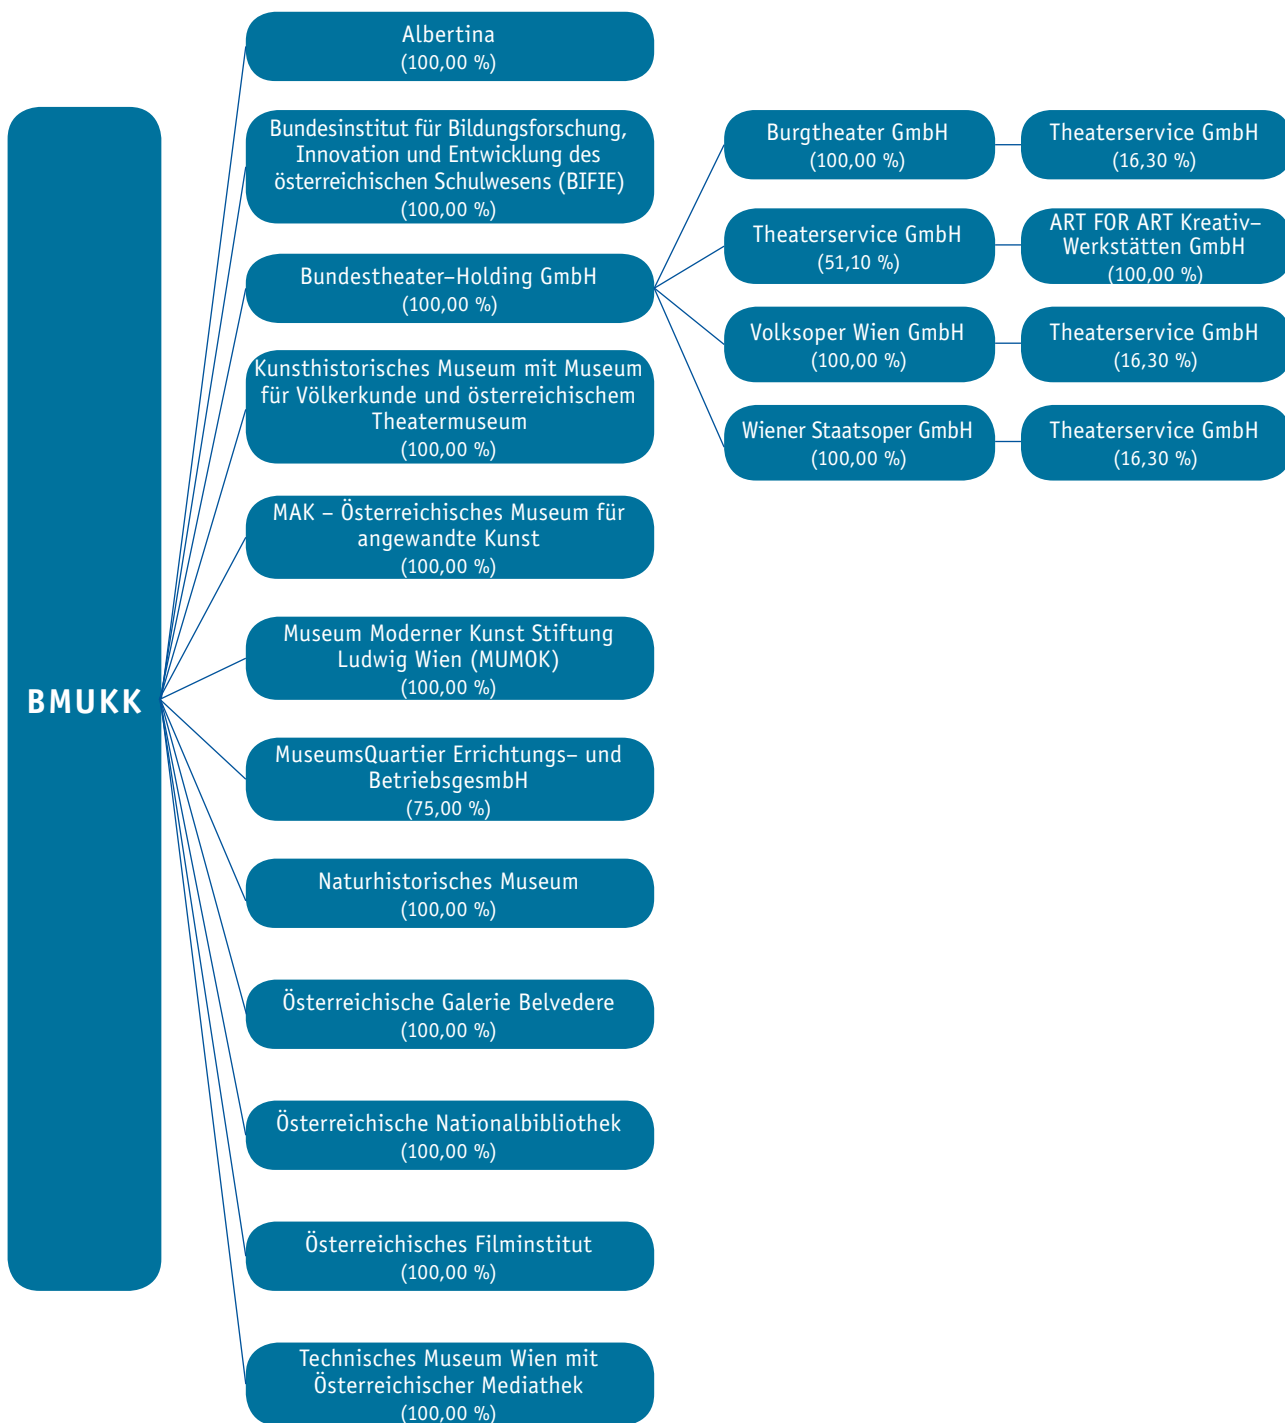 BMUKK
Albertina
(100,00 %)
Bundesinstitut für Bildungsforschung,
Innovation und Entwicklung des
österreichischen Schulwesens (BIFIE)
(100,00 %)
Bundestheater–Holding GmbH
(100,00 %)
Burgtheater GmbH
(100,00 %)
Theaterservice GmbH
(16,30 %)
Theaterservice GmbH
(51,10 %)
ART FOR ART Kreativ–
Werkstätten GmbH
(100,00 %)
Volksoper Wien GmbH
(100,00 %)
Theaterservice GmbH
(16,30 %)
Wiener Staatsoper GmbH
(100,00 %)
Theaterservice GmbH
(16,30 %)
Kunsthistorisches Museum mit Museum
für Völkerkunde und österreichischem
Theatermuseum
(100,00 %)
MAK – Österreichisches Museum für
angewandte Kunst
(100,00 %)
Museum Moderner Kunst Stiftung
Ludwig Wien (MUMOK)
(100,00 %)
MuseumsQuartier Errichtungs– und
BetriebsgesmbH
(75,00 %)
Naturhistorisches Museum
(100,00 %)
Österreichische Galerie Belvedere
(100,00 %)
Österreichische Nationalbibliothek
(100,00 %)
Österreichisches Filminstitut
(100,00 %)
Technisches Museum Wien mit
Österreichischer Mediathek
(100,00 %)